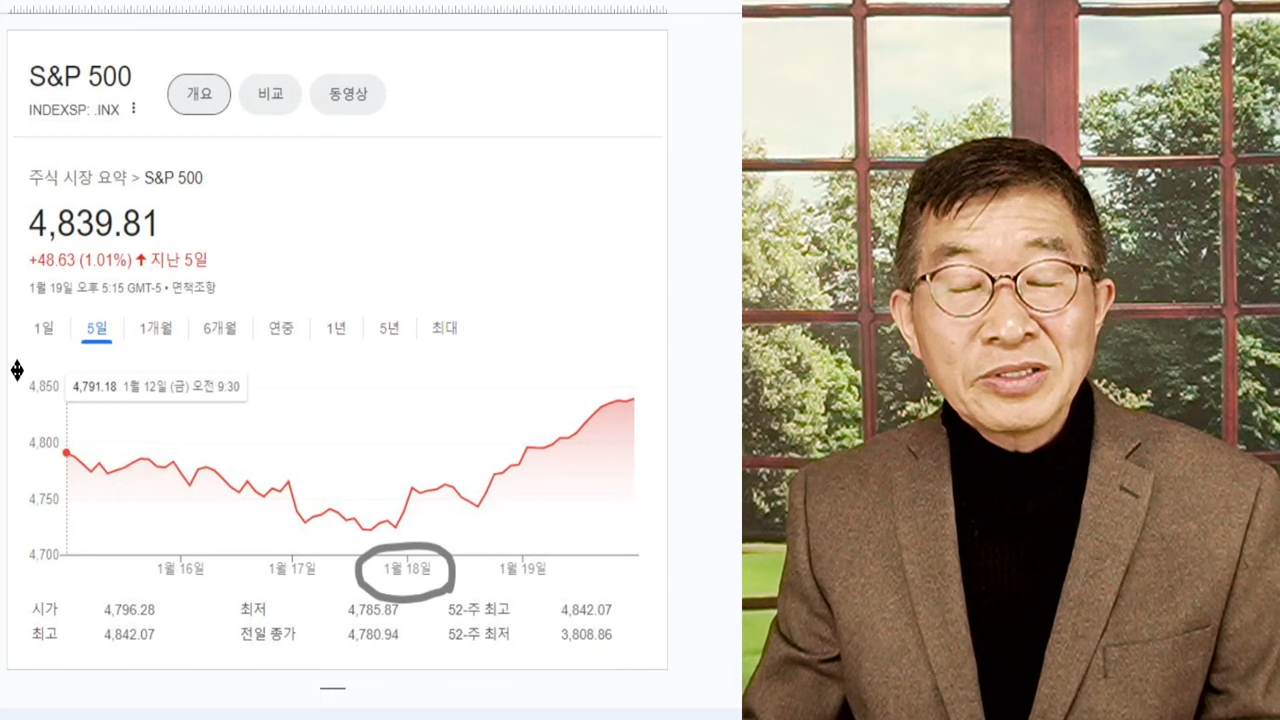 S&P 500
INDEXSP: .INX
개요 비교 동영상
주식 시장 요약 > S&P 500
4,839.81
+48.63 (1.01%) ↑ 지난 5일
1월 19일 오후 5:15 GMT-5 • 면책조항
1일 5일 1개월 6개월 연중 1년 5년 최대
4,791.18 1월 12일 (금) 오전 9:30
4,850
4,800
4,750
4,700
1월 16일 1월 17일 1월 18일 1월 19일
시가 4,796.28 최저 4,785.87 52-주 최고 4,842.07
최고 4,842.07 전일 종가 4,780.94 52-주 최저 3,808.86